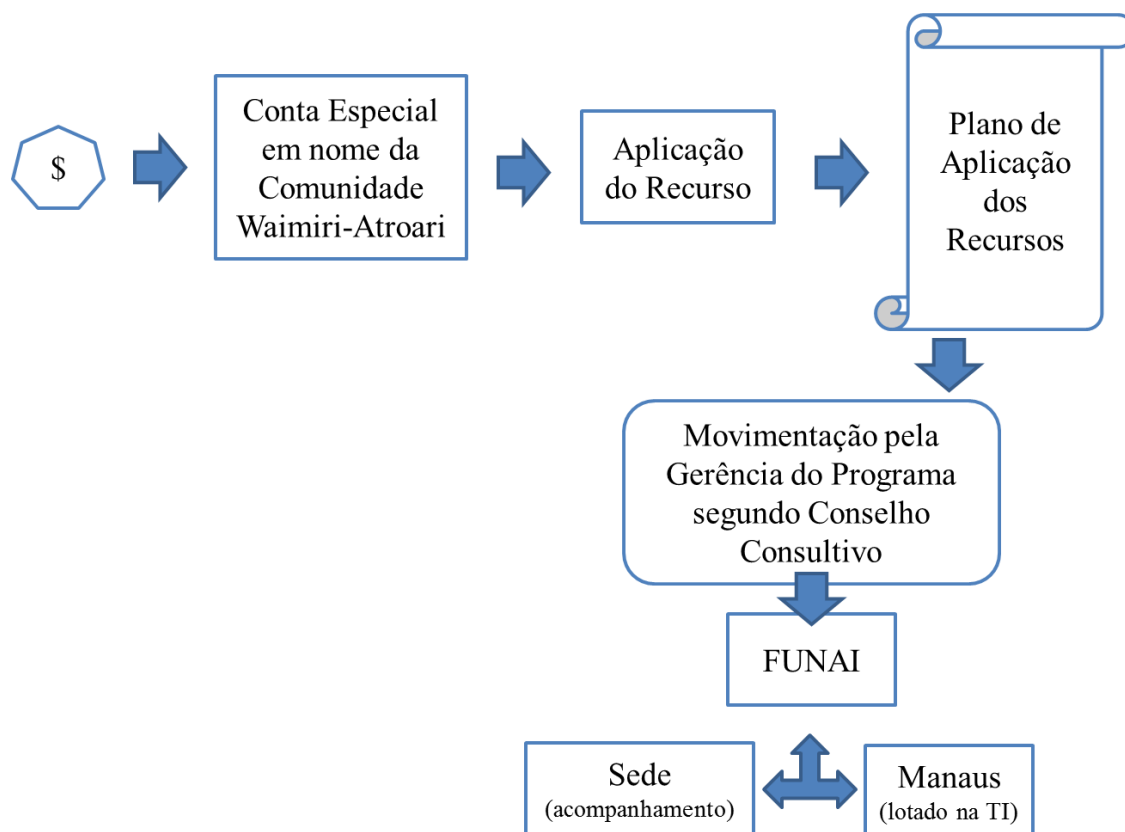 $
Conta Especial
em nome da
Comunidade
Waimiri-Atroari
Aplicação
do Recurso
Plano de
Aplicação
dos
Recursos
Movimentação pela
Gerência do Programa
segundo Conselho
Consultivo
FUNAI
Sede
(acompanhamento)
Manaus
(lotado na TI)